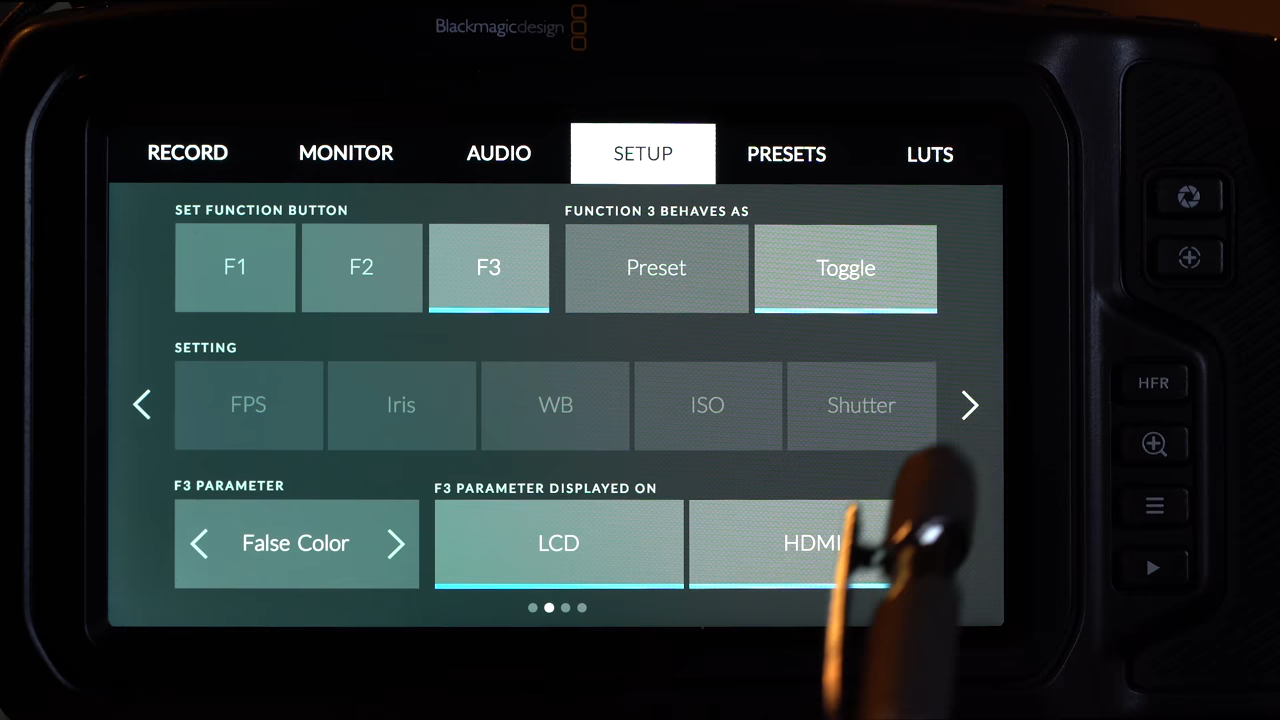 Blackmagicdesign
RECORD MONITOR AUDIO SETUP PRESETS LUTS
SET FUNCTION BUTTON FUNCTION 3 BEHAVES AS
F1 F2 F3 Preset Toggle
SETTING
FPS Iris WB ISO Shutter
HFR
F3 PARAMETER F3 PARAMETER DISPLAYED ON
False Color LCD HDMI